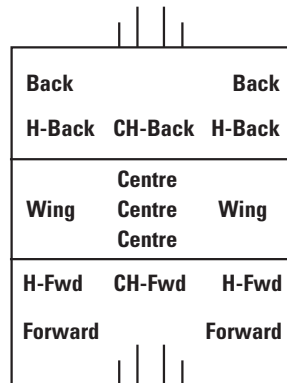 Back Back
H-Back CH-Back H-Back
Centre
Wing Centre Wing
Centre
H-Fwd CH-Fwd H-Fwd
Forward Forward